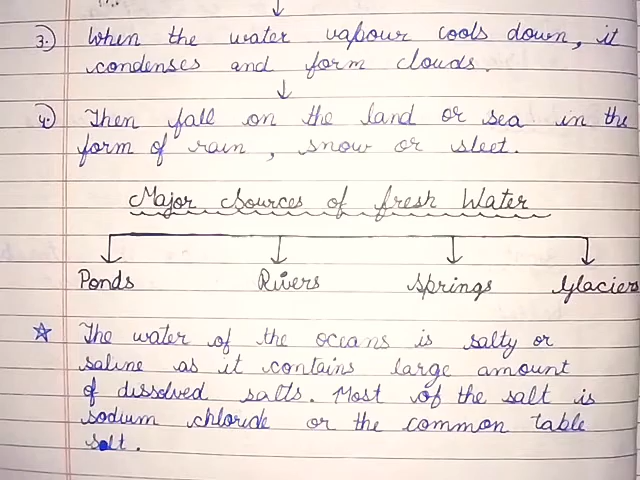 3.) When the water vapour cools down, it
condenses and form clouds.
4.) Then fall on the land or sea in the
form of rain, snow or sleet.
Major Sources of fresh Water
Ponds Rivers Springs Glaciers
The water of the oceans is salty or
saline as it contains large amount
of dissolved salts. Most of the salt is
sodium chloride or the common table
salt.